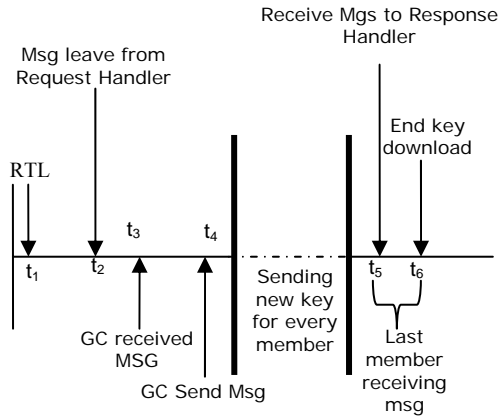 Receive Mgs to Response
Handler
Msg leave from
Request Handler
End key
download
RTL
t3
t4
t1
t2
t5
t6
Sending
new key
for every
member
GC received
MSG
GC Send Msg
Last
member
receiving
msg